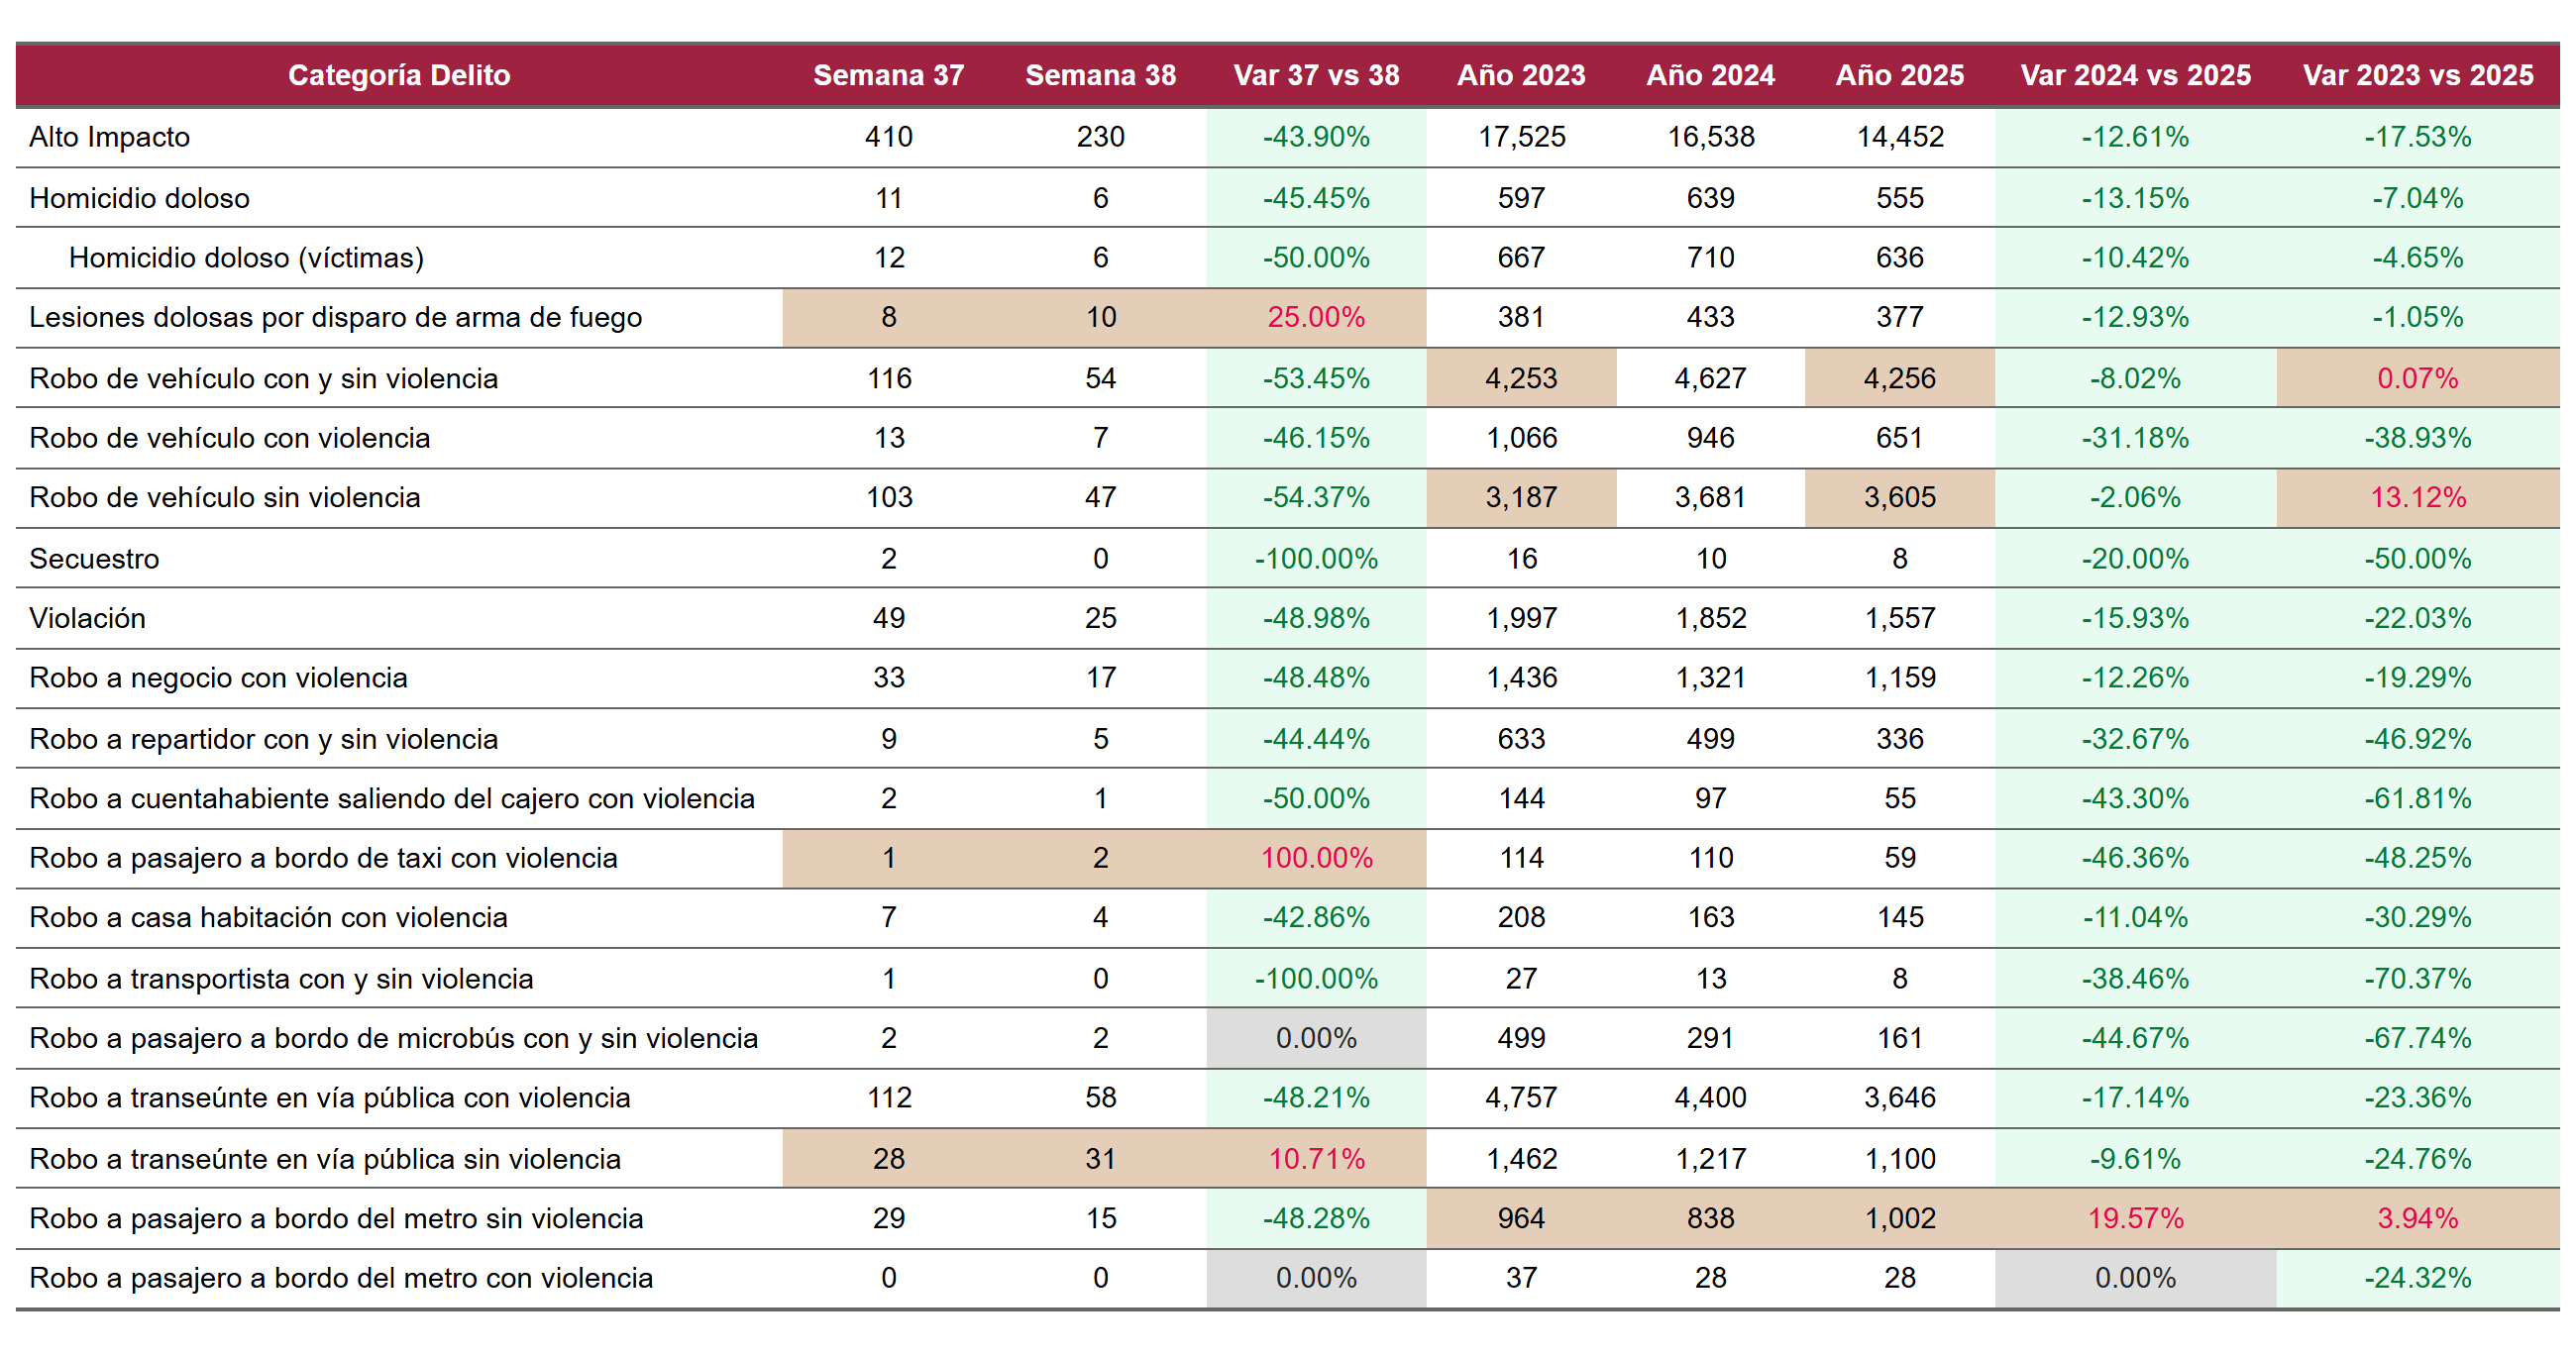 Categoría Delito Semana 37 Semana 38 Var 37 vs 38 Año 2023 Año 2024 Año 2025 Var 2024 vs 2025 Var 2023 vs 2025
Alto Impacto 410 230 -43.90% 17,525 16,538 14,452 -12.61% -17.53%
Homicidio doloso 11 6 -45.45% 597 639 555 -13.15% -7.04%
Homicidio doloso (víctimas) 12 6 -50.00% 667 710 636 -10.42% -4.65%
Lesiones dolosas por disparo de arma de fuego 8 10 25.00% 381 433 377 -12.93% -1.05%
Robo de vehículo con y sin violencia 116 54 -53.45% 4,253 4,627 4,256 -8.02% 0.07%
Robo de vehículo con violencia 13 7 -46.15% 1,066 946 651 -31.18% -38.93%
Robo de vehículo sin violencia 103 47 -54.37% 3,187 3,681 3,605 -2.06% 13.12%
Secuestro 2 0 -100.00% 16 10 8 -20.00% -50.00%
Violación 49 25 -48.98% 1,997 1,852 1,557 -15.93% -22.03%
Robo a negocio con violencia 33 17 -48.48% 1,436 1,321 1,159 -12.26% -19.29%
Robo a repartidor con y sin violencia 9 5 -44.44% 633 499 336 -32.67% -46.92%
Robo a cuentahabiente saliendo del cajero con violencia 2 1 -50.00% 144 97 55 -43.30% -61.81%
Robo a pasajero a bordo de taxi con violencia 1 2 100.00% 114 110 59 -46.36% -48.25%
Robo a casa habitación con violencia 7 4 -42.86% 208 163 145 -11.04% -30.29%
Robo a transportista con y sin violencia 1 0 -100.00% 27 13 8 -38.46% -70.37%
Robo a pasajero a bordo de microbús con y sin violencia 2 2 0.00% 499 291 161 -44.67% -67.74%
Robo a transeúnte en vía pública con violencia 112 58 -48.21% 4,757 4,400 3,646 -17.14% -23.36%
Robo a transeúnte en vía pública sin violencia 28 31 10.71% 1,462 1,217 1,100 -9.61% -24.76%
Robo a pasajero a bordo del metro sin violencia 29 15 -48.28% 964 838 1,002 19.57% 3.94%
Robo a pasajero a bordo del metro con violencia 0 0 0.00% 37 28 28 0.00% -24.32%